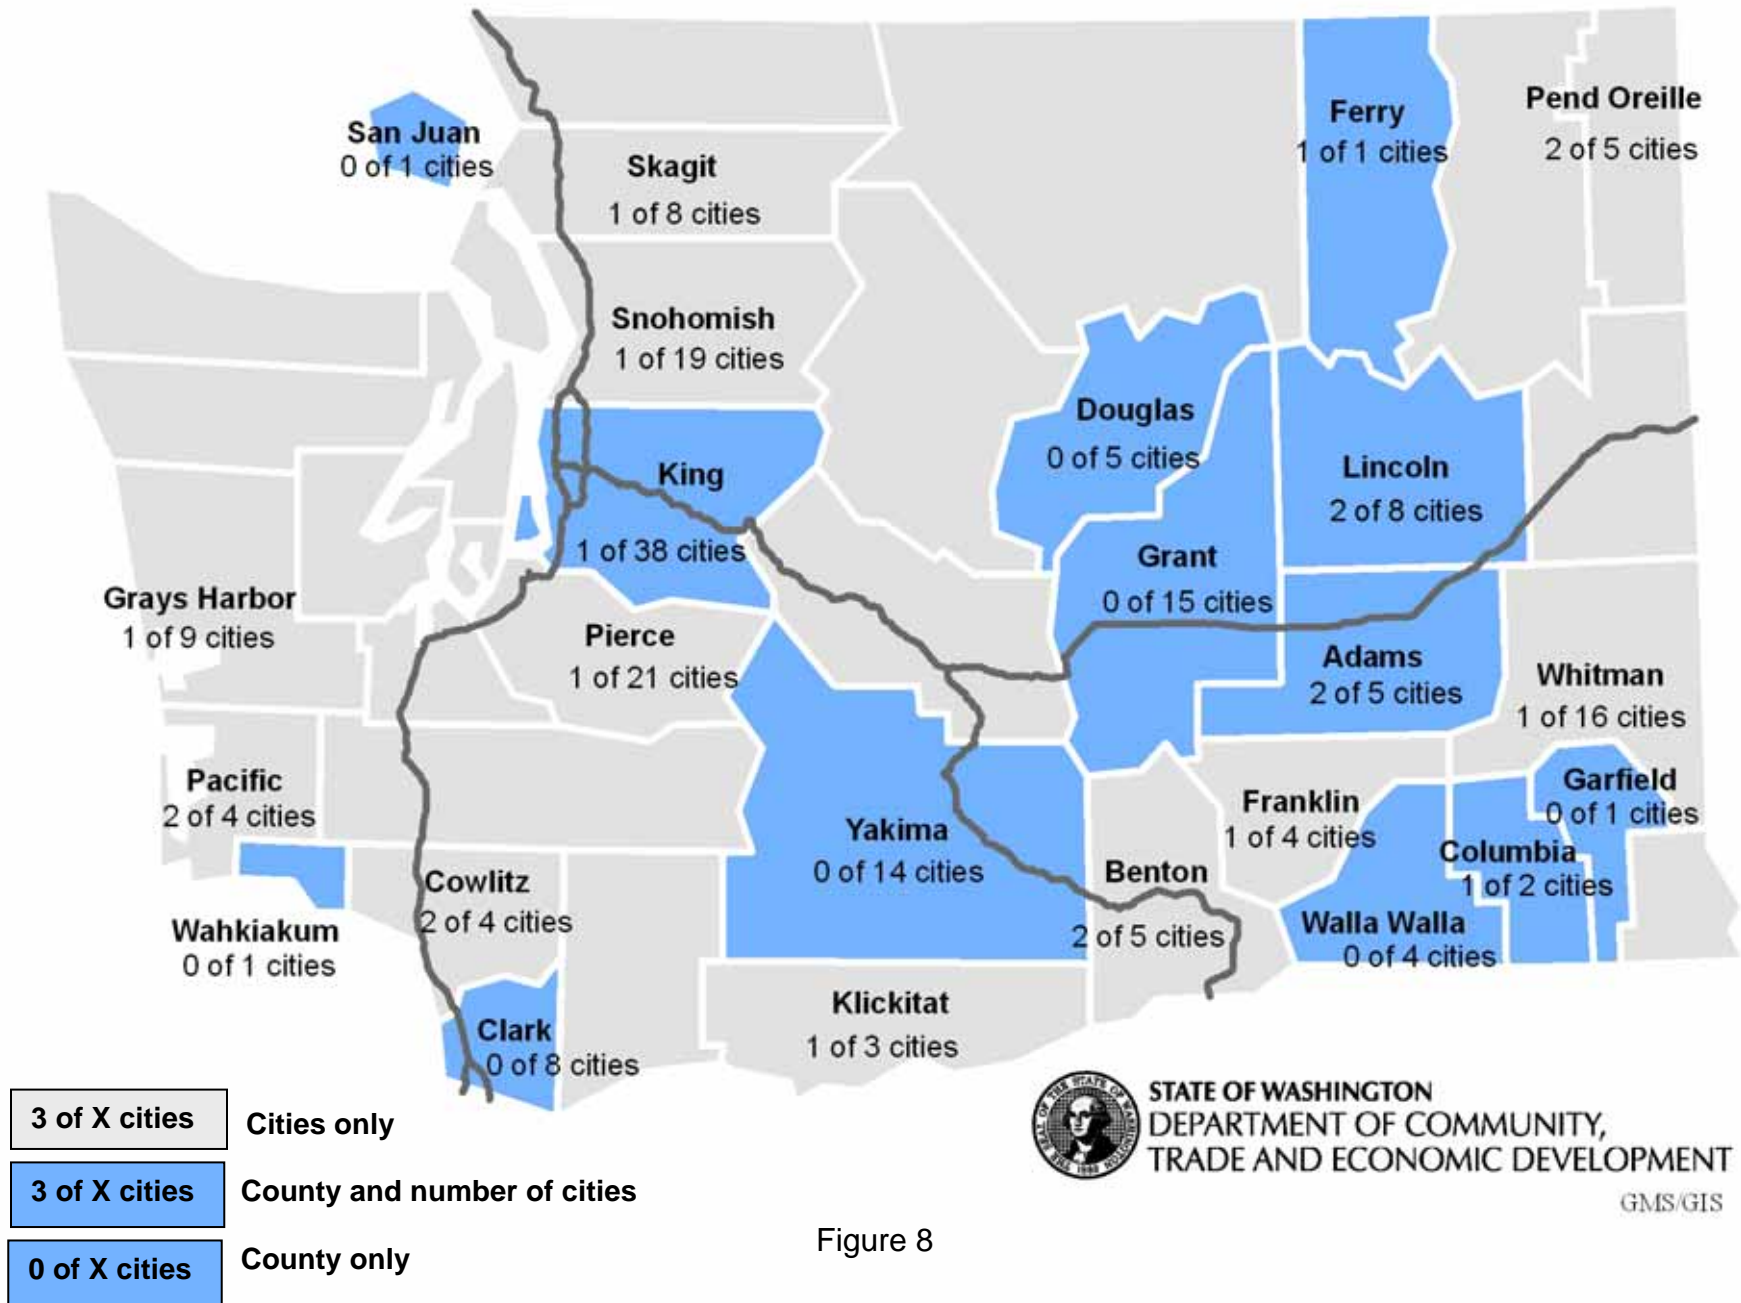 San Juan
0 of 1 cities
Skagit
1 of 8 cities
Ferry
1 of 1 cities
Pend Oreille
2 of 5 cities
Snohomish
1 of 19 cities
Douglas
0 of 5 cities
King
1 of 38 cities
Lincoln
2 of 8 cities
Grant
0 of 15 cities
Grays Harbor
1 of 9 cities
Pierce
1 of 21 cities
Adams
2 of 5 cities
Whitman
1 of 16 cities
Pacific
2 of 4 cities
Yakima
0 of 14 cities
Franklin
1 of 4 cities
Garfield
0 of 1 cities
Columbia
1 of 2 cities
Cowlitz
2 of 4 cities
Benton
2 of 5 cities
Walla Walla
0 of 4 cities
Wahkiakum
0 of 1 cities
Klickitat
1 of 3 cities
Clark
0 of 8 cities
3 of X cities Cities only
3 of X cities County and number of cities
0 of X cities County only
STATE OF WASHINGTON
DEPARTMENT OF COMMUNITY,
TRADE AND ECONOMIC DEVELOPMENT
GMS/GIS
THE SEAL OF THE STATE OF WASHINGTON
1889
Figure 8